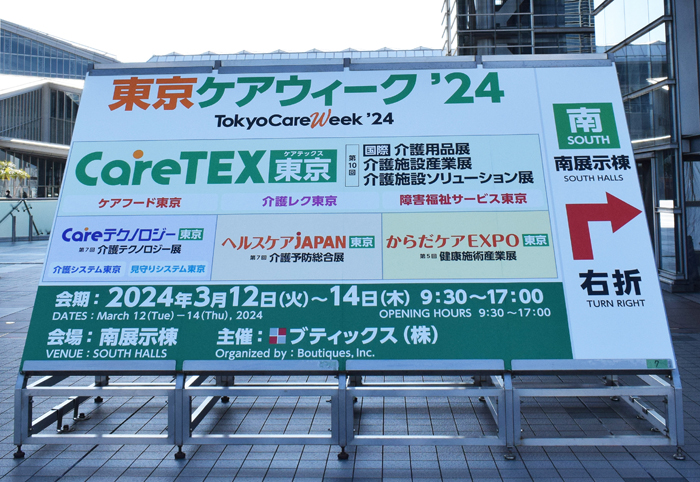 東京ケアウィーク ’24
TokyoCareWeek ’24
CareTEX
ケアテックス
東京
第10回
国際 介護用品展
介護施設産業展
介護施設ソリューション展
ケアフード東京
介護レク東京
障害福祉サービス東京
Careテクノロジー 東京
第7回 介護テクノロジー展
介護システム東京
見守りシステム東京
ヘルスケアJAPAN 東京
第7回 介護予防総合展
からだケアEXPO 東京
第5回 健康施術産業展
会期：2024年3月12日(火)～14日(木) 9:30～17:00
DATES：March 12(Tue)－14(Thu), 2024
OPENING HOURS 9:30～17:00
会場：南展示棟
VENUE：SOUTH HALLS
主催：ブティックス(株)
Organized by：Boutiques, Inc.
南
SOUTH
南展示棟
SOUTH HALLS
右折
TURN RIGHT
7